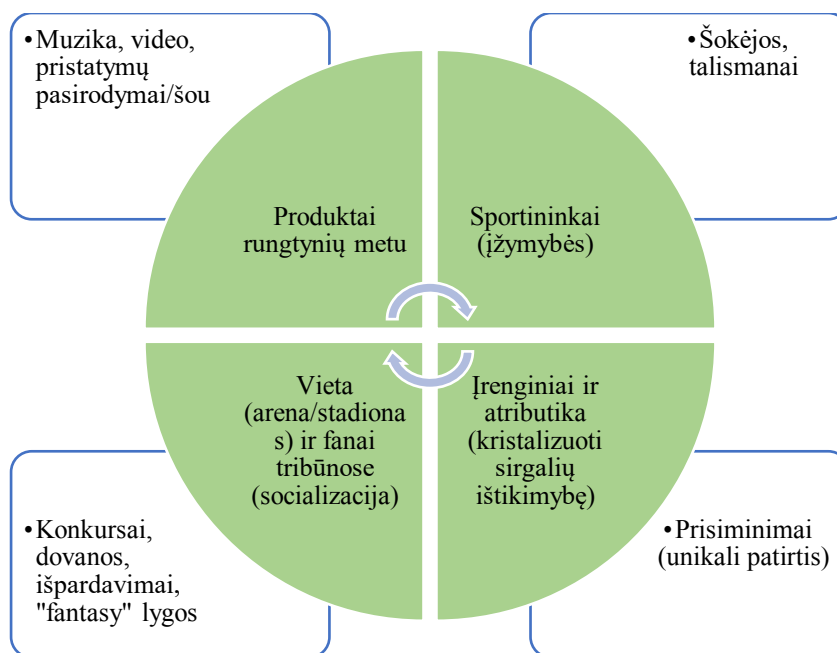 •Muzika, video,
pristatymų
pasirodymai/šou
•Šokėjos,
talismanai
Produktai
rungtynių metu
Sportininkai
(įžymybės)
Vieta
(arena/stadiona
s) ir fanai
tribūnose
(socializacija)
Įrenginiai ir
atributika
(kristalizuoti
sirgalių
ištikimybę)
•Konkursai,
dovanos,
išpardavimai,
"fantasy" lygos
•Prisiminimai
(unikali patirtis)